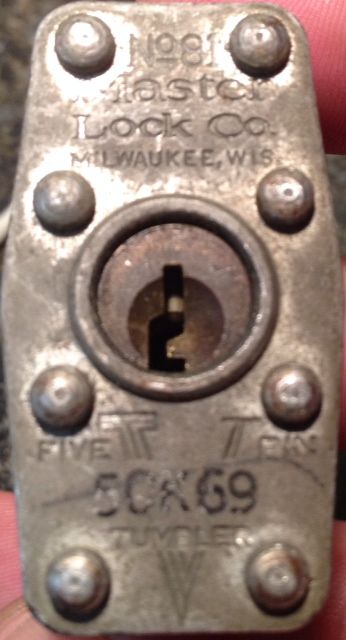 No81
Master
Lock Co.
MILWAUKEE, WIS.
FIVE T T PIN
5CK69
TUMBLER
V